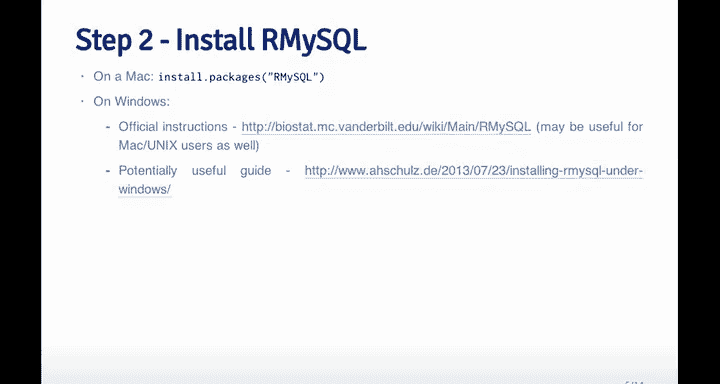 Step 2 - Install RMySQL
· On a Mac: install.packages("RMySQL")
· On Windows:
- Official instructions - http://biostat.mc.vanderbilt.edu/wiki/Main/RMySQL (may be useful for
Mac/UNIX users as well)
- Potentially useful guide - http://www.ahschulz.de/2013/07/23/installing-rmysql-under-
windows/